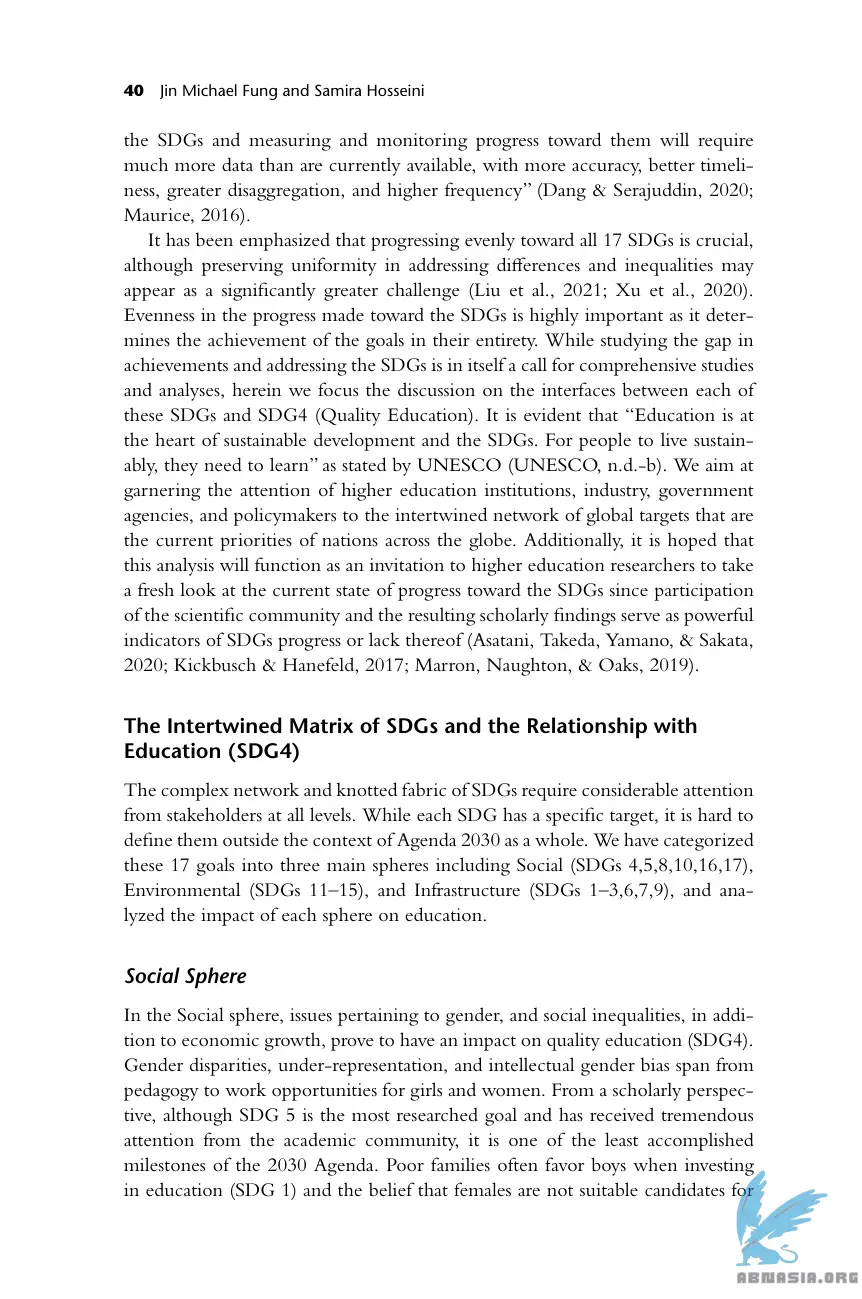 40 Jin Michael Fung and Samira Hosseini
the SDGs and measuring and monitoring progress toward them will require
much more data than are currently available, with more accuracy, better timeli-
ness, greater disaggregation, and higher frequency” (Dang & Serajuddin, 2020;
Maurice, 2016).
It has been emphasized that progressing evenly toward all 17 SDGs is crucial,
although preserving uniformity in addressing differences and inequalities may
appear as a significantly greater challenge (Liu et al., 2021; Xu et al., 2020).
Evenness in the progress made toward the SDGs is highly important as it deter-
mines the achievement of the goals in their entirety. While studying the gap in
achievements and addressing the SDGs is in itself a call for comprehensive studies
and analyses, herein we focus the discussion on the interfaces between each of
these SDGs and SDG4 (Quality Education). It is evident that “Education is at
the heart of sustainable development and the SDGs. For people to live sustain-
ably, they need to learn” as stated by UNESCO (UNESCO, n.d.-b). We aim at
garnering the attention of higher education institutions, industry, government
agencies, and policymakers to the intertwined network of global targets that are
the current priorities of nations across the globe. Additionally, it is hoped that
this analysis will function as an invitation to higher education researchers to take
a fresh look at the current state of progress toward the SDGs since participation
of the scientific community and the resulting scholarly findings serve as powerful
indicators of SDGs progress or lack thereof (Asatani, Takeda, Yamano, & Sakata,
2020; Kickbusch & Hanefeld, 2017; Marron, Naughton, & Oaks, 2019).
The Intertwined Matrix of SDGs and the Relationship with
Education (SDG4)
The complex network and knotted fabric of SDGs require considerable attention
from stakeholders at all levels. While each SDG has a specific target, it is hard to
define them outside the context of Agenda 2030 as a whole. We have categorized
these 17 goals into three main spheres including Social (SDGs 4,5,8,10,16,17),
Environmental (SDGs 11–15), and Infrastructure (SDGs 1–3,6,7,9), and ana-
lyzed the impact of each sphere on education.
Social Sphere
In the Social sphere, issues pertaining to gender, and social inequalities, in addi-
tion to economic growth, prove to have an impact on quality education (SDG4).
Gender disparities, under-representation, and intellectual gender bias span from
pedagogy to work opportunities for girls and women. From a scholarly perspec-
tive, although SDG 5 is the most researched goal and has received tremendous
attention from the academic community, it is one of the least accomplished
milestones of the 2030 Agenda. Poor families often favor boys when investing
in education (SDG 1) and the belief that females are not suitable candidates for
ABNASIA.ORG